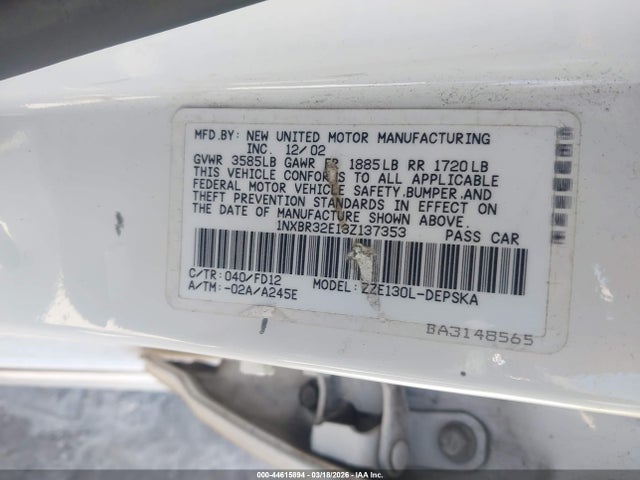 MFD.BY: NEW UNITED MOTOR MANUFACTURING
INC. 12/02
GVWR 3585LB GAWR FR 1885LB RR 1720LB
THIS VEHICLE CONFORMS TO ALL APPLICABLE
FEDERAL MOTOR VEHICLE SAFETY,BUMPER,AND
THEFT PREVENTION STANDARDS IN EFFECT ON
THE DATE OF MANUFACTURE SHOWN ABOVE.
1NXBR32E13Z137353 PASS CAR
C/TR: 040/FD12 MODEL: ZZE130L-DEPSKA
A/TM: -02A/A245E
BA3148565
000-44615894 | 03/18/2026 | IAA Inc.